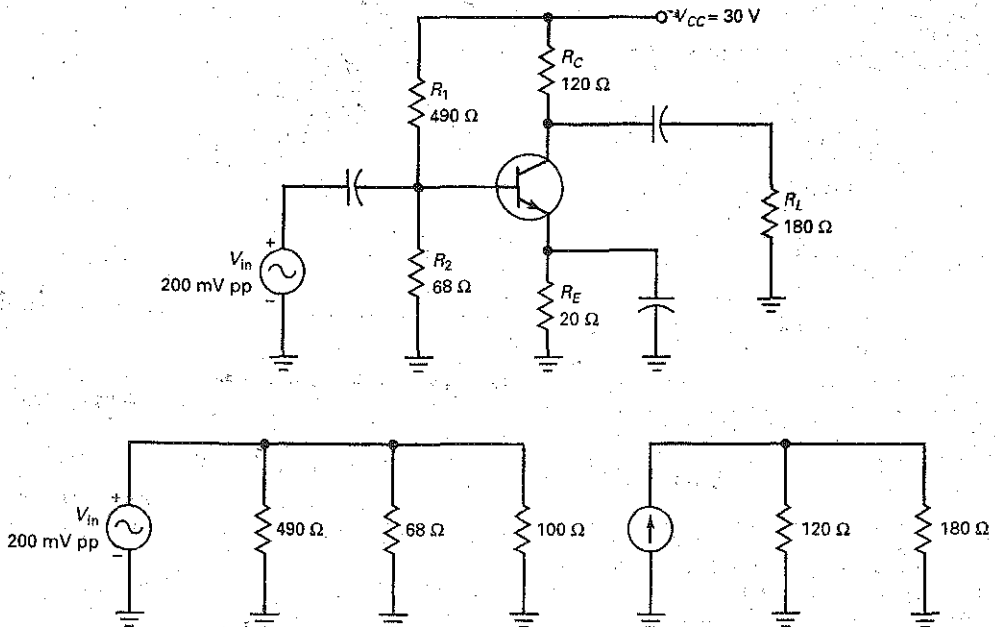 V_CC = 30 V
R_C
120 Ω
R_1
490 Ω
R_L
180 Ω
+
V_in
200 mV pp
−
R_2
68 Ω
R_E
20 Ω
+
V_in
200 mV pp
−
490 Ω
68 Ω
100 Ω
120 Ω
180 Ω